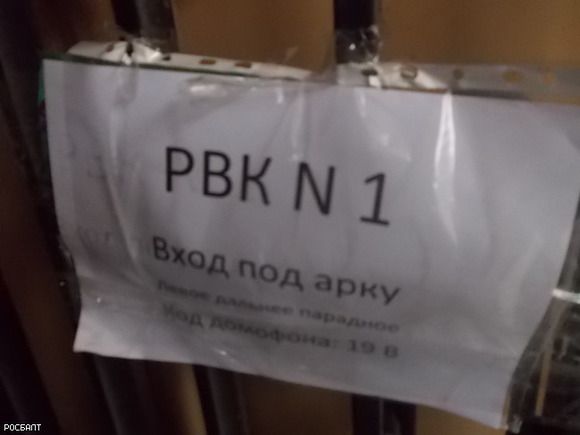 РВК N 1
Вход под арку
Левое дальнее парадное
Код домофона: 19 В
РОСБАЛТ